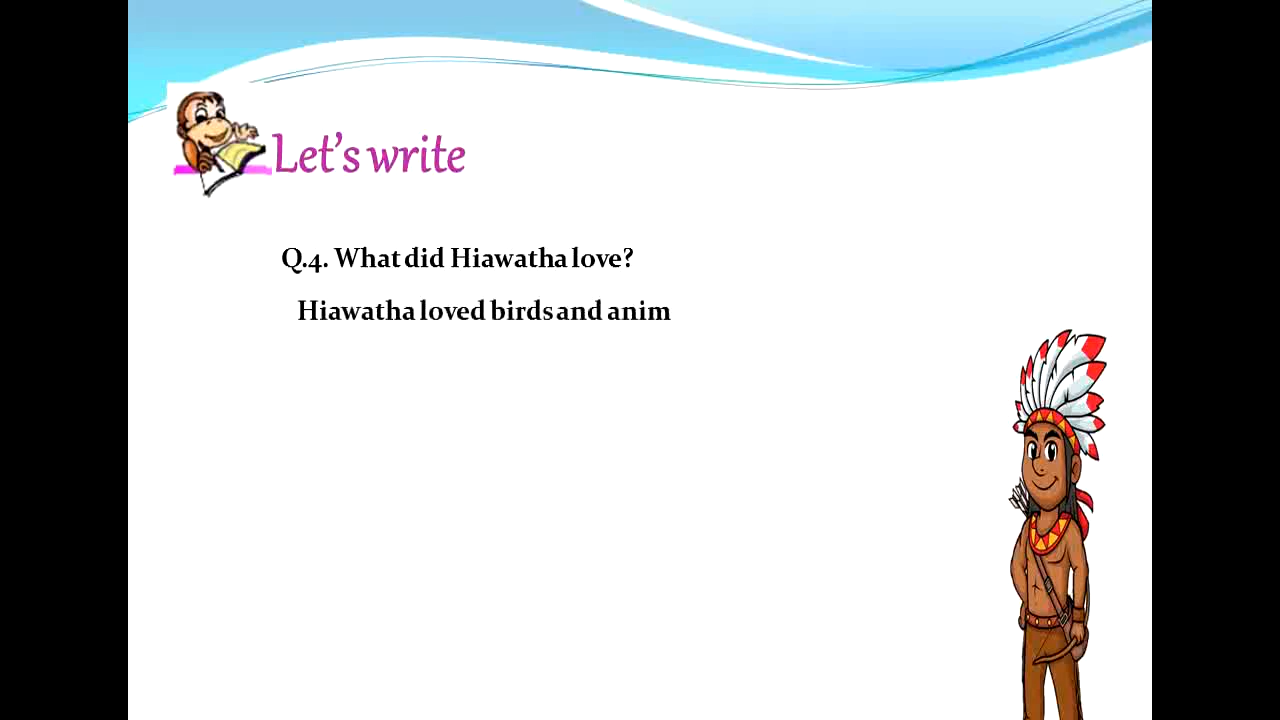 Let's write
Q.4. What did Hiawatha love?
Hiawatha loved birds and anim